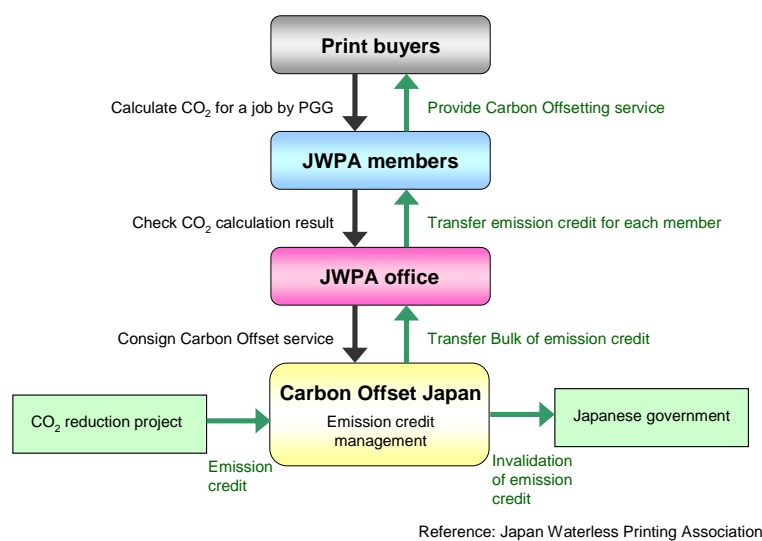 Print buyers
Calculate CO₂ for a job by PGG
Provide Carbon Offsetting service
JWPA members
Check CO₂ calculation result
Transfer emission credit for each member
JWPA office
Consign Carbon Offset service
Transfer Bulk of emission credit
Carbon Offset Japan
Emission credit
management
CO₂ reduction project
Japanese government
Emission
credit
Invalidation
of emission
credit
Reference: Japan Waterless Printing Association